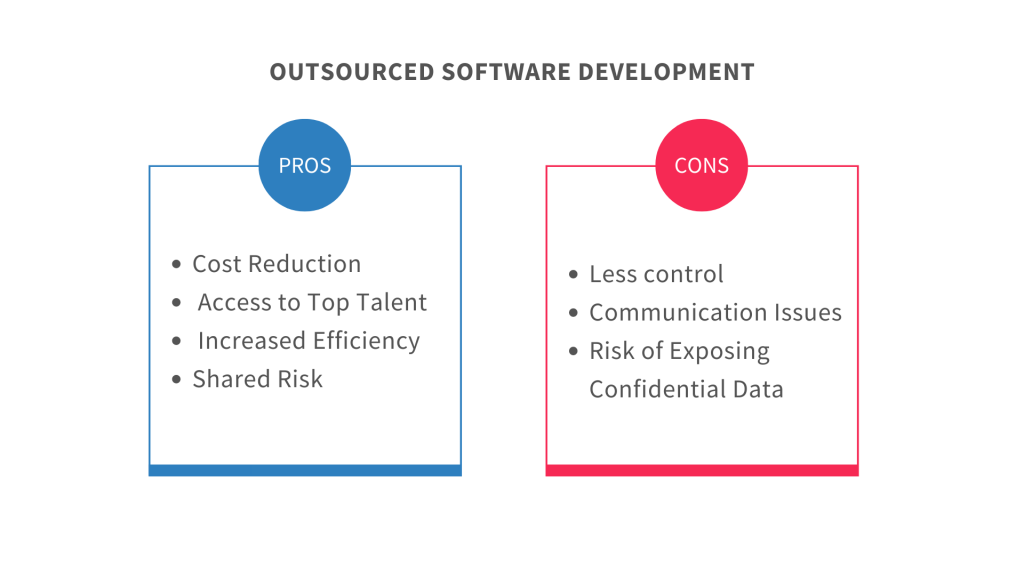 OUTSOURCED SOFTWARE DEVELOPMENT
PROS
• Cost Reduction
• Access to Top Talent
• Increased Efficiency
• Shared Risk
CONS
• Less control
• Communication Issues
• Risk of Exposing
Confidential Data